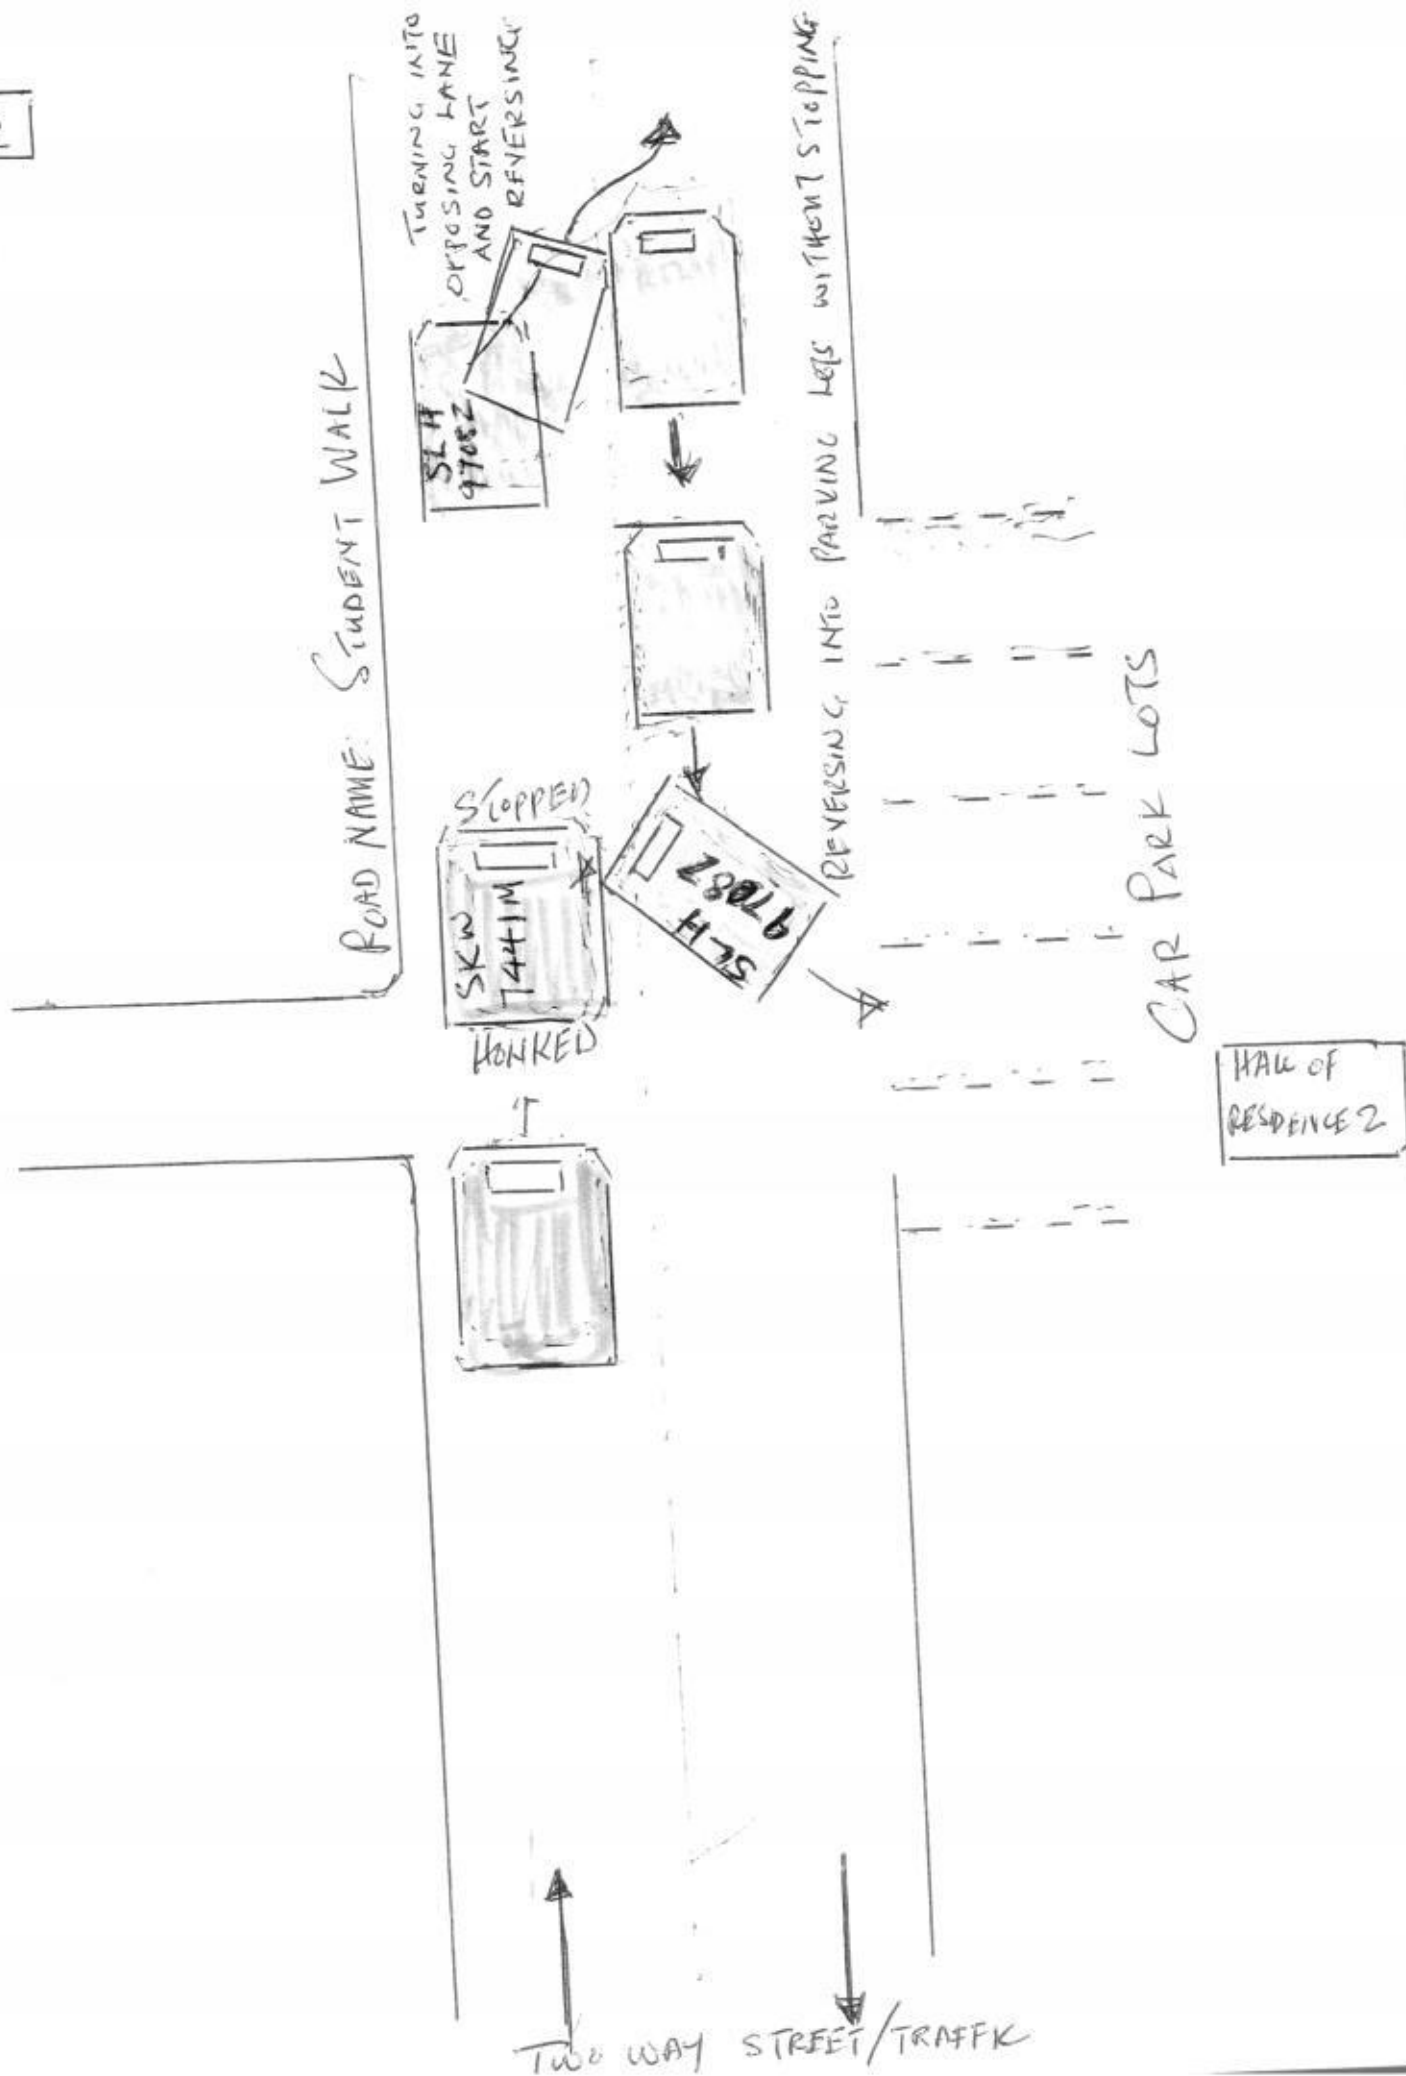 TURNING INTO
OPPOSING LANE
AND START
REVERSING
ROAD NAME: STUDENT WALK
SLH
9708Z
STOPPED
SKW
7441M
HONKED
SLH
9708Z
REVERSING INTO PARKING LOTS WITHOUT STOPPING
CAR PARK LOTS
HALL OF
RESDEINCE 2
TWO WAY STREET/TRAFFIC